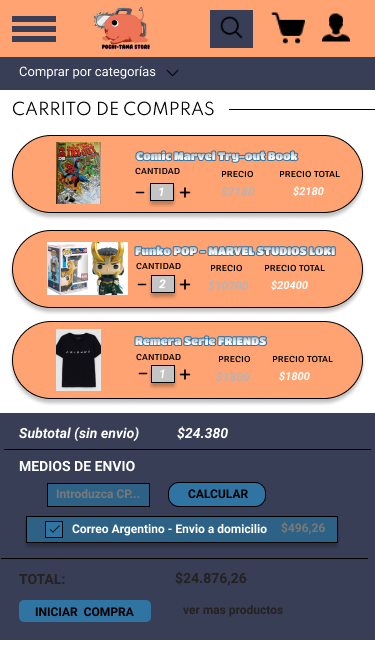 POCHI-TAMA STORE
Comprar por categorías
CARRITO DE COMPRAS
Comic Marvel Try-out Book
CANTIDAD PRECIO PRECIO TOTAL
− 1 + $2180 $2180
Funko POP - MARVEL STUDIOS LOKI
CANTIDAD PRECIO PRECIO TOTAL
− 2 + $10200 $20400
Remera Serie FRIENDS
CANTIDAD PRECIO PRECIO TOTAL
FRIENDS
− 1 + $1800 $1800
Subtotal (sin envio) $24.380
MEDIOS DE ENVIO
Introduzca CP... CALCULAR
Correo Argentino - Envio a domicilio $496,26
TOTAL: $24.876,26
INICIAR COMPRA ver mas productos